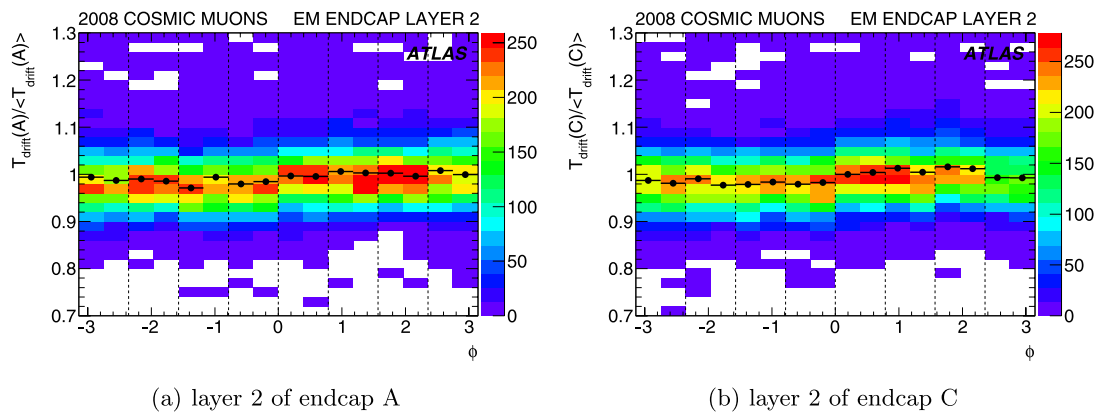 2008 COSMIC MUONS EM ENDCAP LAYER 2
ATLAS
T_drift(A)/<T_drift(A)>
1.3
1.2
1.1
1
0.9
0.8
0.7
-3 -2 -1 0 1 2 3
φ
250
200
150
100
50
0
(a) layer 2 of endcap A
2008 COSMIC MUONS EM ENDCAP LAYER 2
ATLAS
T_drift(C)/<T_drift(C)>
1.3
1.2
1.1
1
0.9
0.8
0.7
-3 -2 -1 0 1 2 3
φ
250
200
150
100
50
0
(b) layer 2 of endcap C